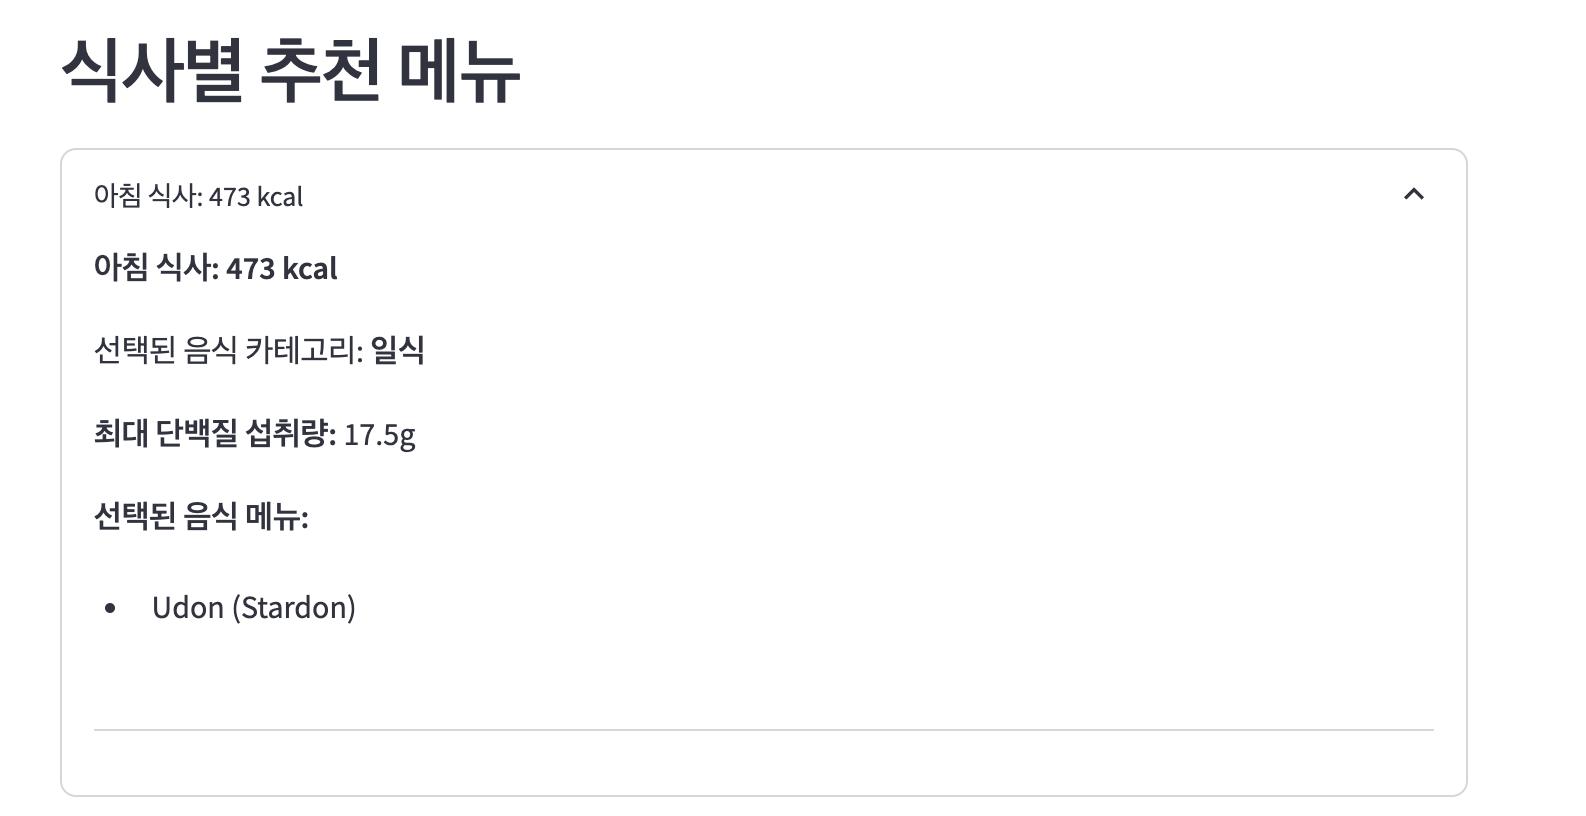 식사별 추천 메뉴
아침 식사: 473 kcal
아침 식사: 473 kcal
선택된 음식 카테고리: 일식
최대 단백질 섭취량: 17.5g
선택된 음식 메뉴:
• Udon (Stardon)